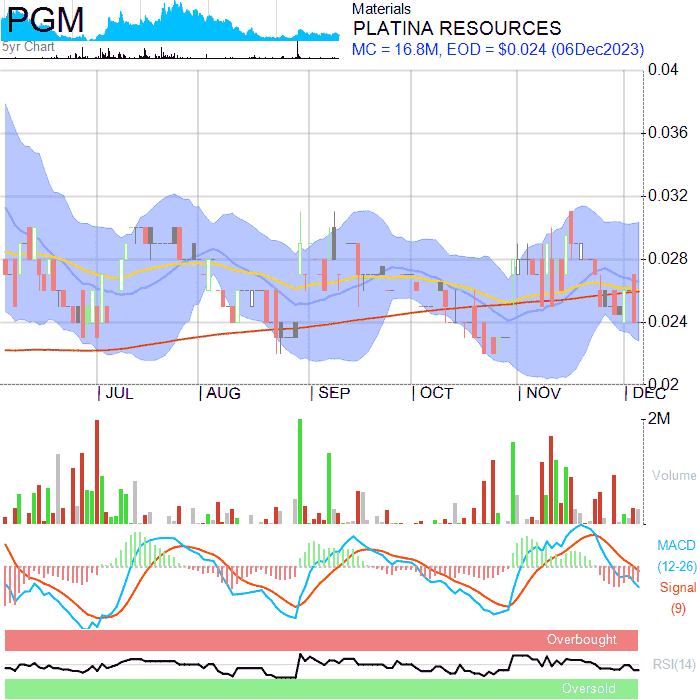 PGM
5yr Chart
Materials
PLATINA RESOURCES
MC = 16.8M, EOD = $0.024 (06Dec2023)
0.04
0.036
0.032
0.028
0.024
0.02
JUL AUG SEP OCT NOV DEC
2M
Volume
MACD
(12-26)
Signal
(9)
Overbought
RSI(14)
Oversold